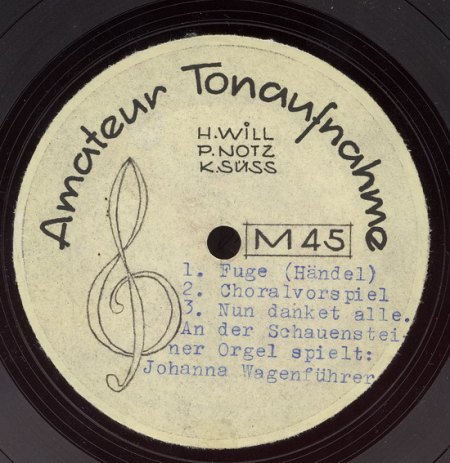 Amateur Tonaufnahme
H. WILL
P. NOTZ
K. SÜSS
M 45
1. Fuge (Händel)
2. Choralvorspiel
3. Nun danket alle.
An der Schauenstei-
ner Orgel spielt:
Johanna Wagenführer